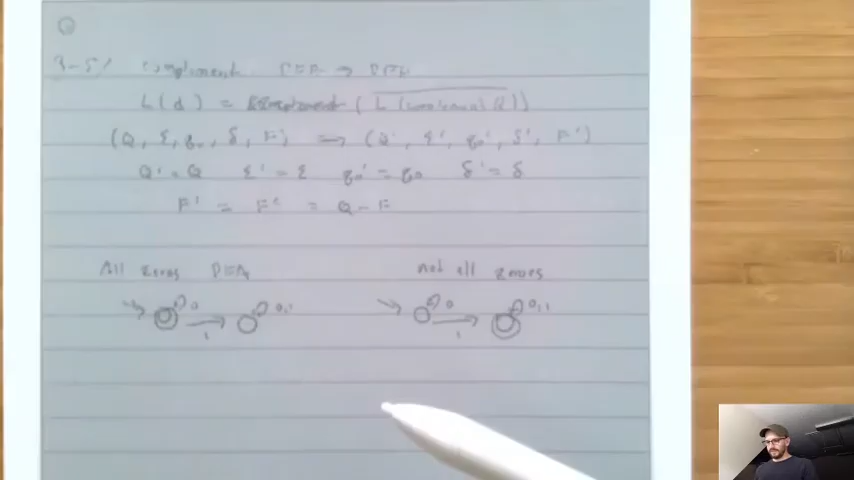 3-5/ complement: DFA → DFA
L(d) = ( L (complement(d)) )
(Q, Σ, q₀, δ, F) ⟹ (Q', Σ', q₀', δ', F')
Q' = Q Σ' = Σ q₀' = q₀ δ' = δ
F' = Fᶜ = Q - F
All zeros DFA not all zeros
0 0,1 0 0,1
1 1